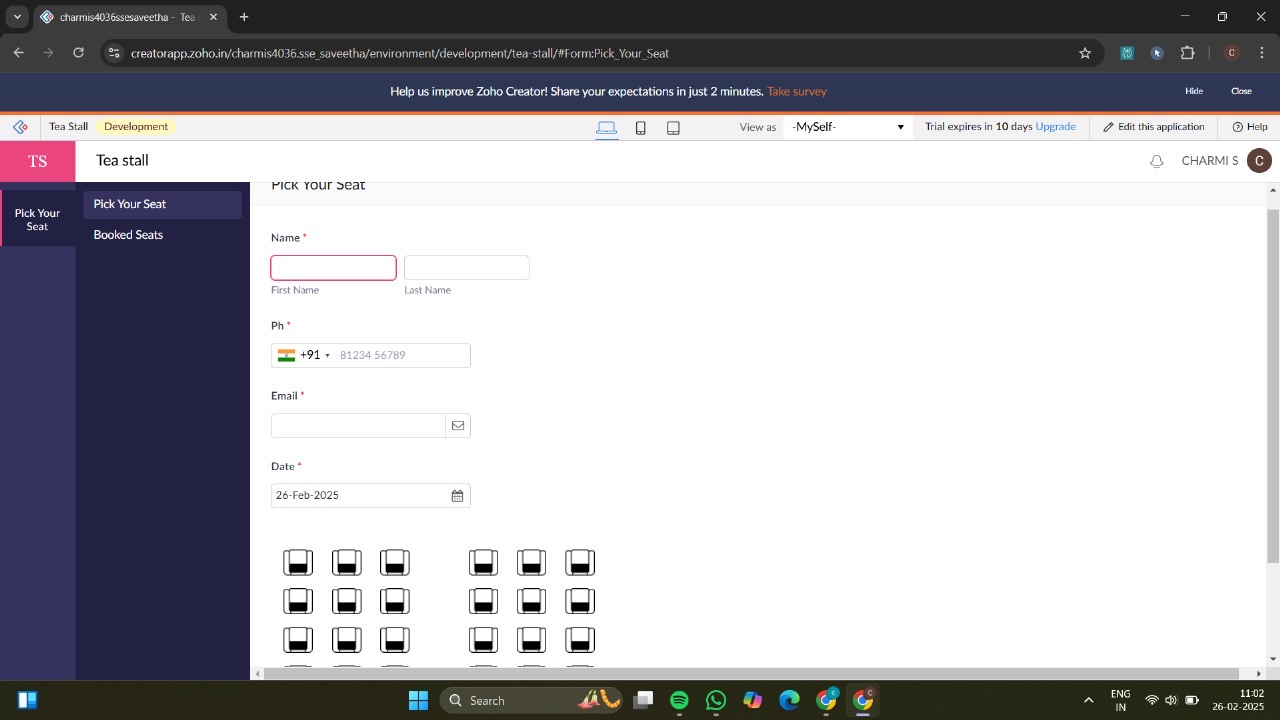 charmis4036ssesaveetha - Tea
creatorapp.zoho.in/charmis4036.sse_saveetha/environment/development/tea-stall/#Form:Pick_Your_Seat
C
Help us improve Zoho Creator! Share your expectations in just 2 minutes. Take survey
Hide
Close
Tea Stall
Development
View as
-MySelf-
Trial expires in 10 days Upgrade
Edit this application
Help
TS
Tea stall
CHARMI S
C
Pick Your
Seat
Pick Your Seat
Booked Seats
Pick Your Seat
Name *
First Name
Last Name
Ph *
+91
81234 56789
Email *
Date *
26-Feb-2025
Search
C
C
ENG
IN
11:02
26-02-2025